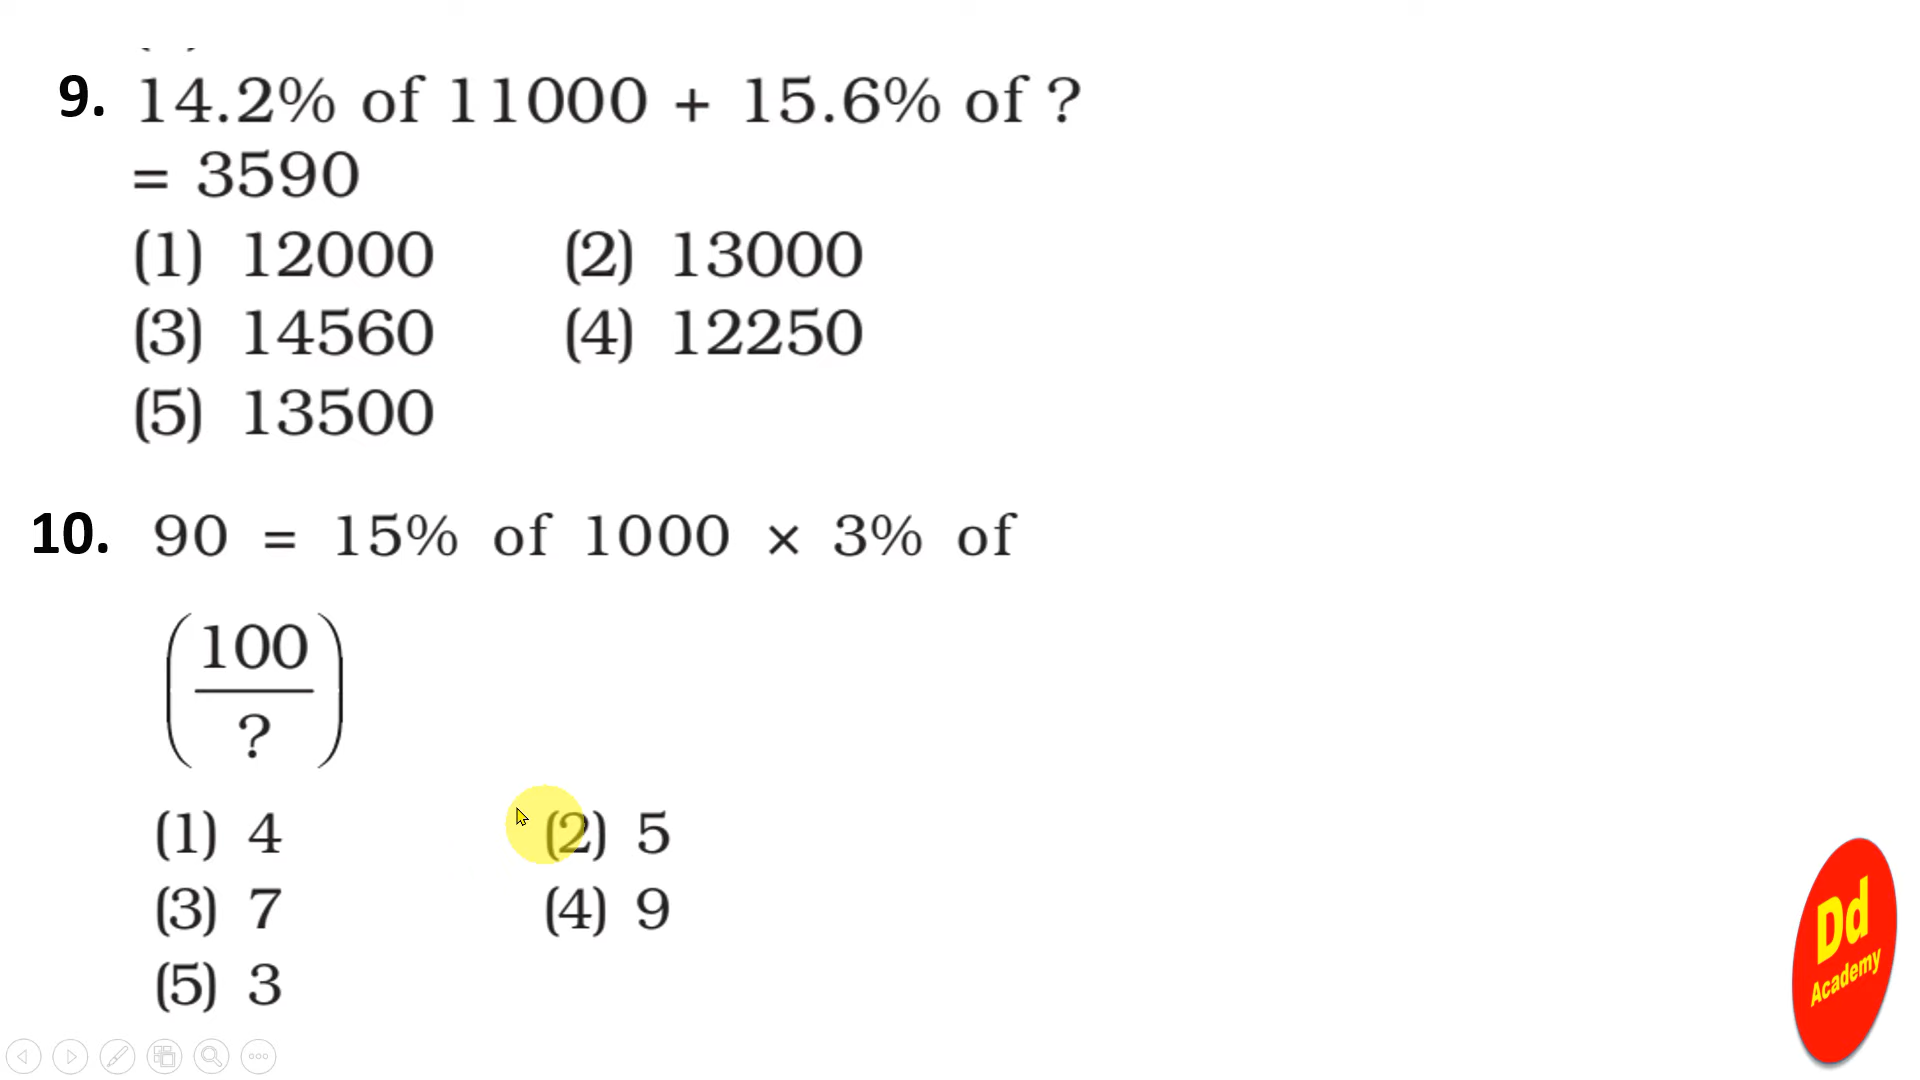 9. 14.2% of 11000 + 15.6% of ?
= 3590
(1) 12000 (2) 13000
(3) 14560 (4) 12250
(5) 13500
10. 90 = 15% of 1000 × 3% of
(100/?)
(1) 4 (2) 5
(3) 7 (4) 9
(5) 3
Dd
Academy